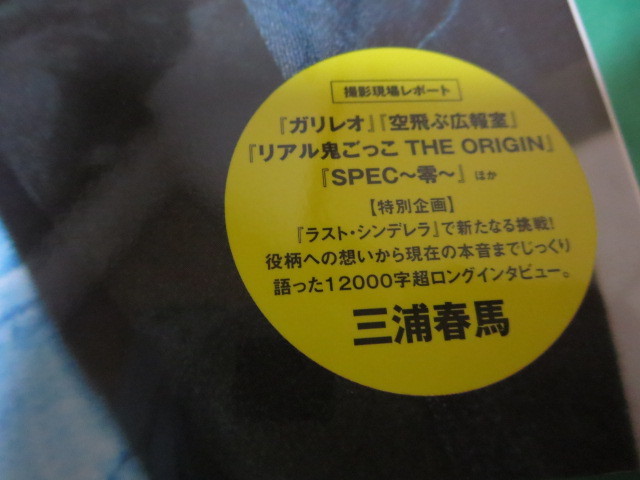 撮影現場レポート
『ガリレオ』『空飛ぶ広報室』
『リアル鬼ごっこ THE ORIGIN』
『SPEC〜零〜』ほか
【特別企画】
『ラスト・シンデレラ』で新たなる挑戦!
役柄への想いから現在の本音までじっくり
語った12000字超ロングインタビュー。
三浦春馬